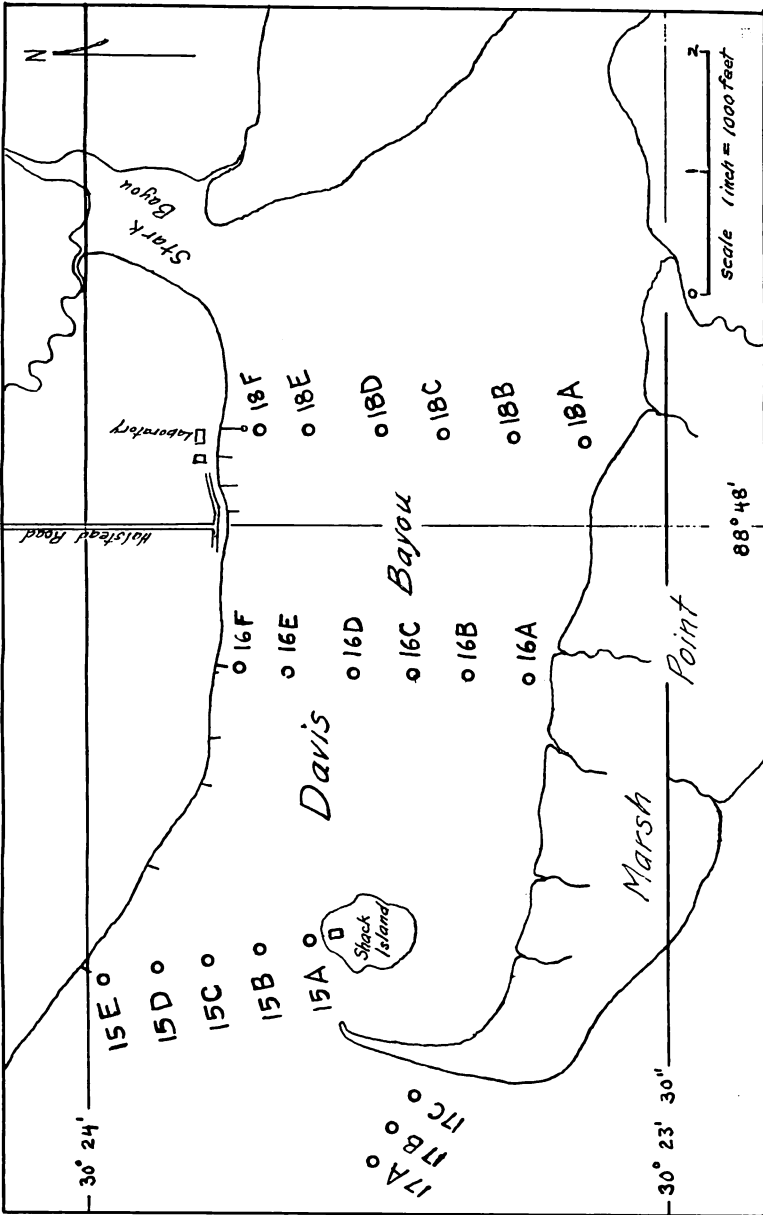 N
Stark
Bayou
Halstead Road
Laboratory
18F
18E
18D
18C
18B
18A
16F
16E
16D
16C
16B
16A
Davis
Bayou
15E
15D
15C
15B
15A
Shack
Island
17A
17B
17C
Marsh
Point
30° 24'
30° 23' 30"
88° 48'
0 1 2
scale 1 inch = 1000 feet